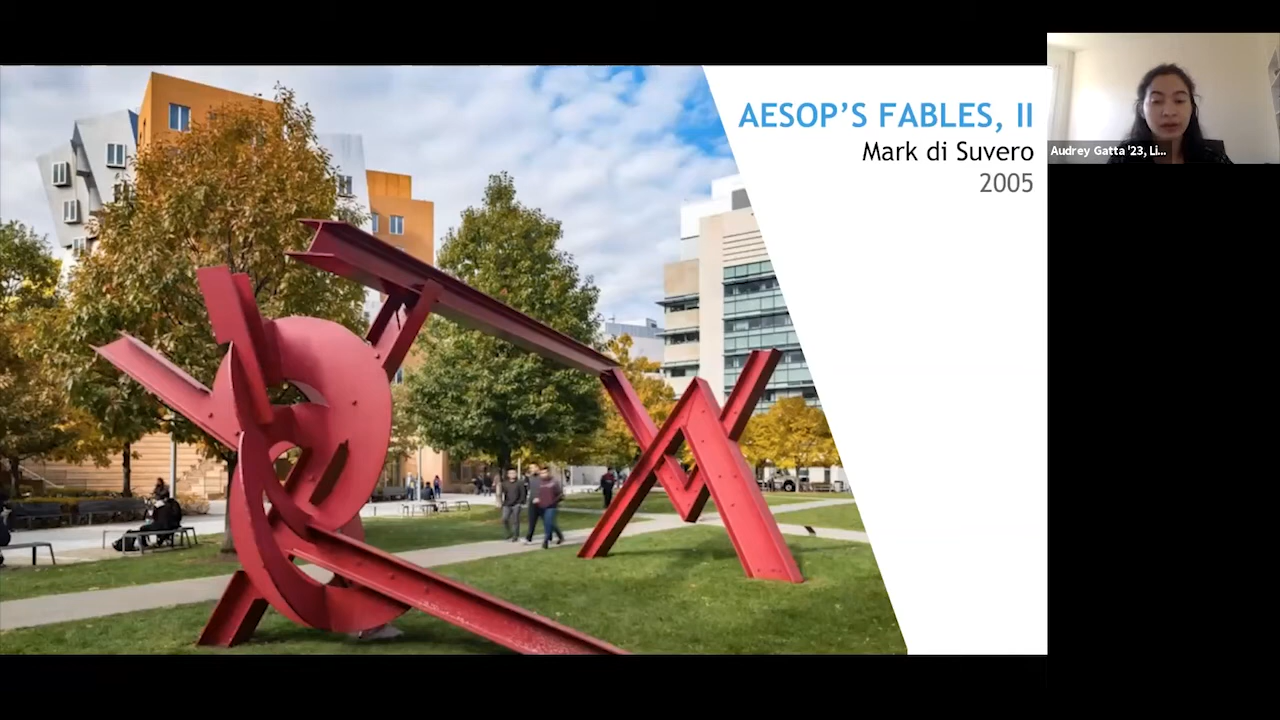 AESOP’S FABLES, II
Mark di Suvero
2005
Audrey Gatta '23, Li...